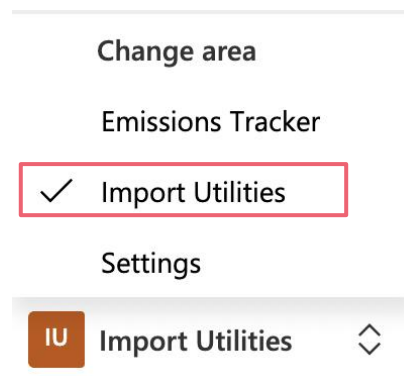 Change area
Emissions Tracker
Import Utilities
Settings
IU Import Utilities